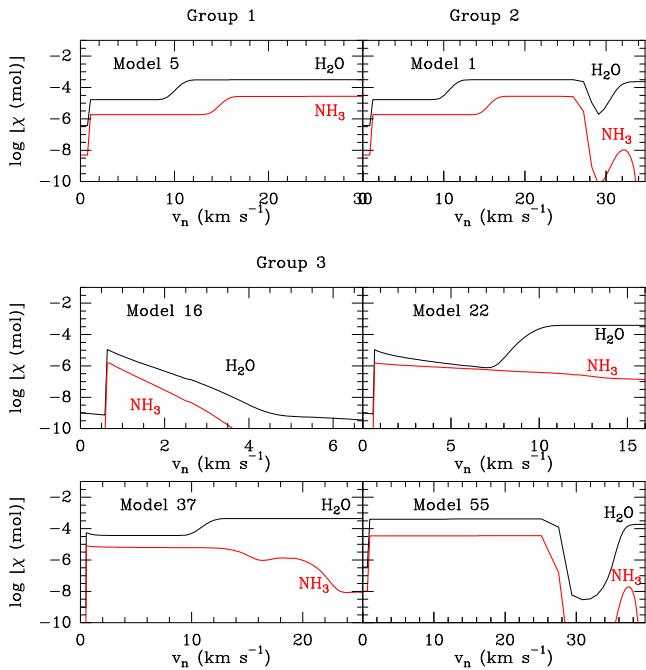 Group 1
Group 2
Model 5
H₂O
NH₃
−2
−4
−6
−8
−10
log [χ (mol)]
0
10
20
30
vₙ (km s⁻¹)
Model 1
H₂O
NH₃
0
10
20
30
vₙ (km s⁻¹)
Group 3
Model 16
H₂O
NH₃
−2
−4
−6
−8
−10
log [χ (mol)]
0
2
4
6
vₙ (km s⁻¹)
Model 22
H₂O
NH₃
0
5
10
15
vₙ (km s⁻¹)
Model 37
H₂O
NH₃
−2
−4
−6
−8
−10
log [χ (mol)]
0
10
20
vₙ (km s⁻¹)
Model 55
H₂O
NH₃
0
10
20
30
vₙ (km s⁻¹)